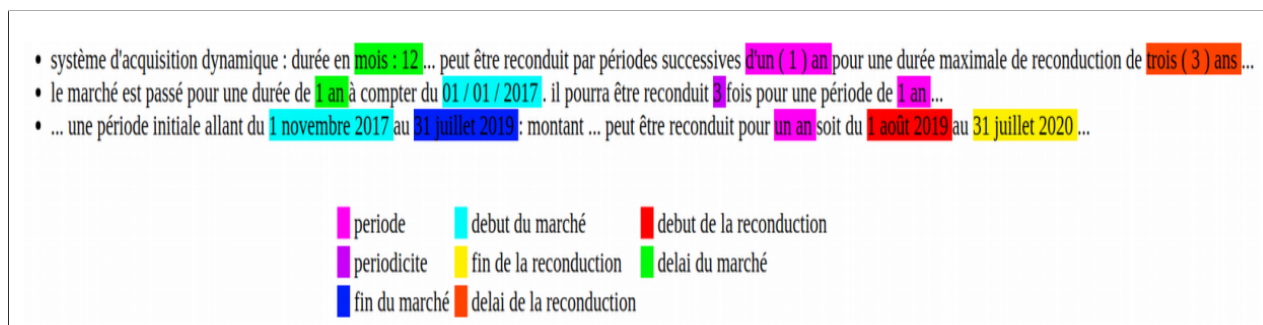 • système d'acquisition dynamique : durée en mois : 12 ... peut être reconduit par périodes successives d'un ( 1 ) an pour une durée maximale de reconduction de trois ( 3 ) ans ...
• le marché est passé pour une durée de 1 an à compter du 01 / 01 / 2017 . il pourra être reconduit 3 fois pour une période de 1 an ...
• ... une période initiale allant du 1 novembre 2017 au 31 juillet 2019 : montant ... peut être reconduit pour un an soit du 1 août 2019 au 31 juillet 2020 ...
periode debut du marché debut de la reconduction
periodicite fin de la reconduction delai du marché
fin du marché delai de la reconduction